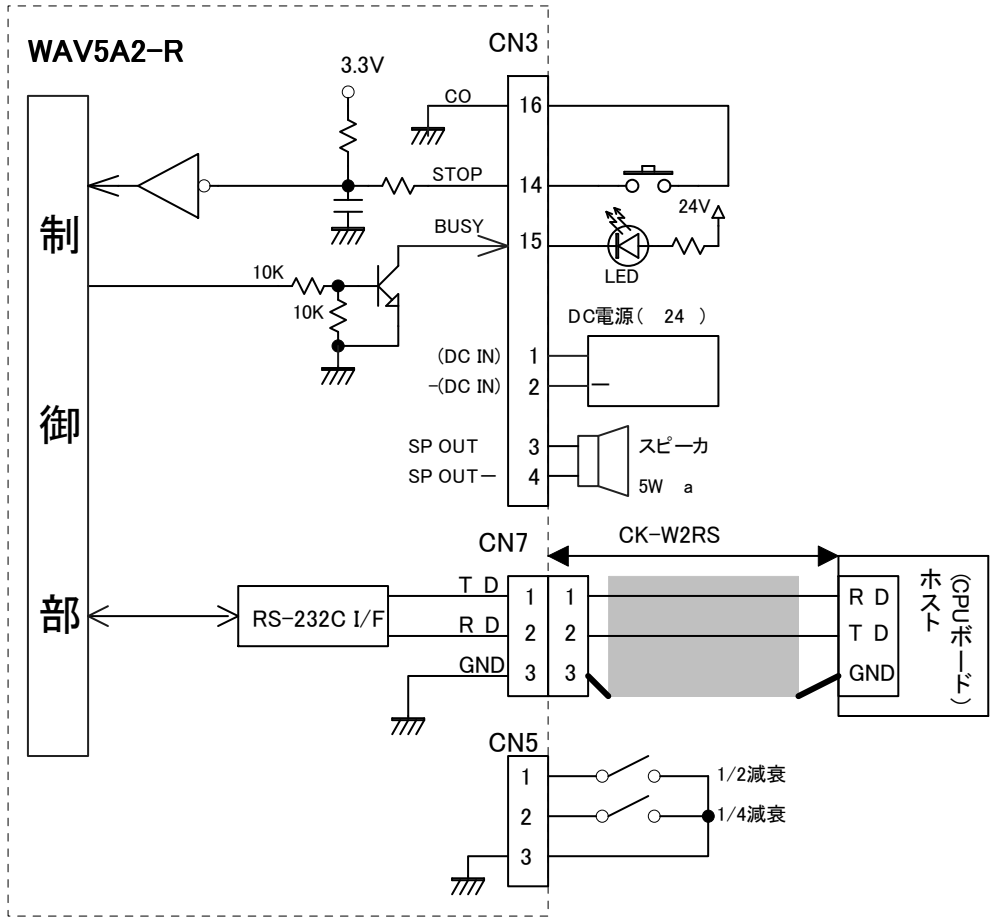 WAV5A2-R
CN3
3.3V
CO
16
STOP
14
24V
BUSY
15
LED
制
御
部
10K
10K
DC電源( 24 )
(DC IN)
1
-(DC IN)
2
-
SP OUT
3
スピーカ
SP OUT-
4
5W a
CN7
CK-W2RS
T D
1
1
R D
RS-232C I/F
R D
2
2
T D
GND
3
3
GND
ホスト
(CPUボード)
CN5
1
1/2減衰
2
1/4減衰
3